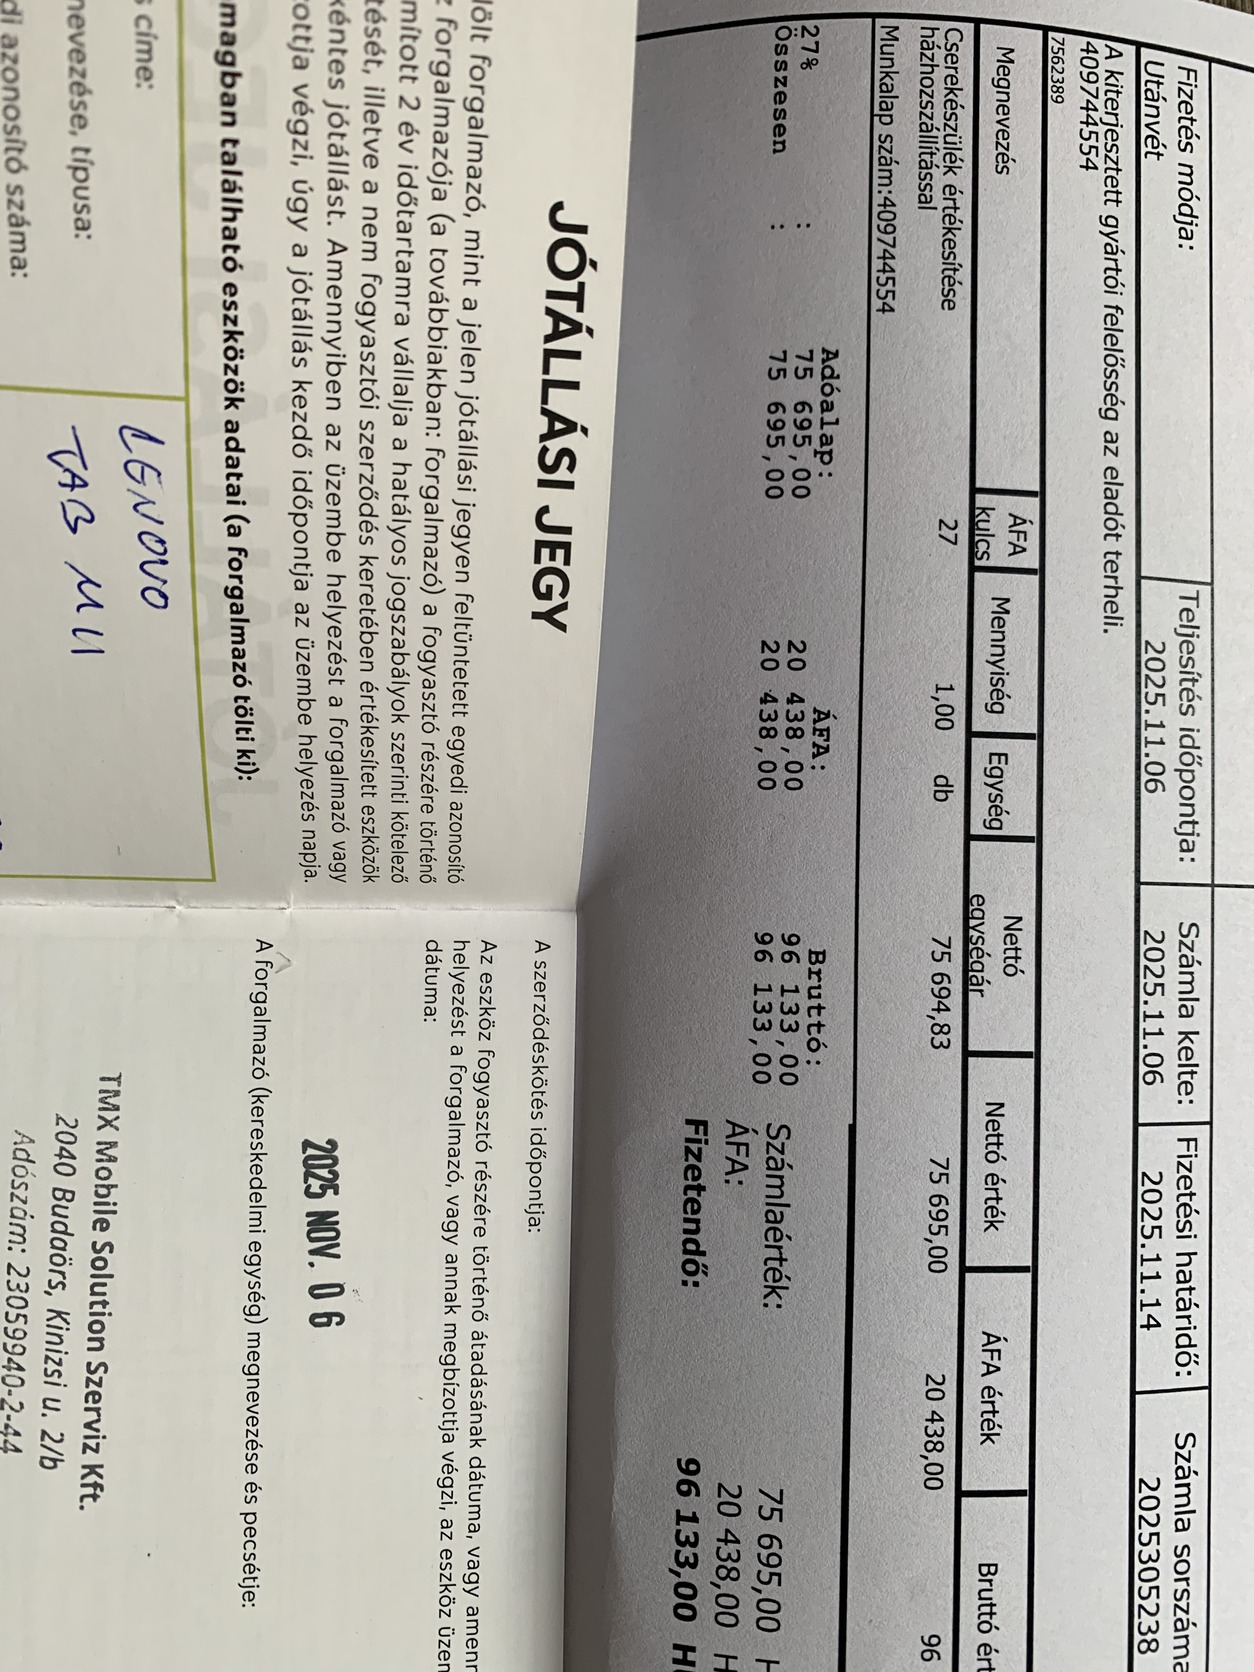 Fizetés módja:
Utánvét
Teljesítés időpontja:
2025.11.06
Számla kelte:
2025.11.06
Fizetési határidő:
2025.11.14
Számla sorszáma
2025305238
A kiterjesztett gyártói felelősség az eladót terheli.
409744554
7562389
Megnevezés
ÁFA
kulcs
Mennyiség
Egység
Nettó
egységár
Nettó érték
ÁFA érték
Bruttó ért
Cserekészülék értékesítése
házhozszállítással
27
1,00
db
75 694,83
75 695,00
20 438,00
96
Munkalap szám:409744554
Adóalap: ÁFA: Bruttó:
27% : 75 695,00 20 438,00 96 133,00
Összesen : 75 695,00 20 438,00 96 133,00
Számlaérték: 75 695,00 H
ÁFA: 20 438,00 H
Fizetendő: 96 133,00 H
JÓTÁLLÁSI JEGY
lölt forgalmazó, mint a jelen jótállási jegyen feltüntetett egyedi azonosító
z forgalmazója (a továbbiakban: forgalmazó) a fogyasztó részére történő
mított 2 év időtartamra vállalja a hatályos jogszabályok szerinti kötelező
tését, illetve a nem fogyasztói szerződés keretében értékesített eszközök
kéntes jótállást. Amennyiben az üzembe helyezést a forgalmazó vagy
ottja végzi, úgy a jótállás kezdő időpontja az üzembe helyezés napja.
magban található eszközök adatai (a forgalmazó tölti ki):
s címe:
LENOVO
nevezése, típusa:
TAB M11
di azonosító száma:
A szerződéskötés időpontja:
Az eszköz fogyasztó részére történő átadásának dátuma, vagy amenn
helyezést a forgalmazó, vagy annak megbízottja végzi, az eszköz üzem
dátuma:
2025 NOV. 06
A forgalmazó (kereskedelmi egység) megnevezése és pecsétje:
TMX Mobile Solution Szerviz Kft.
2040 Budaörs, Kinizsi u. 2/b
Adószám: 23059940-2-44